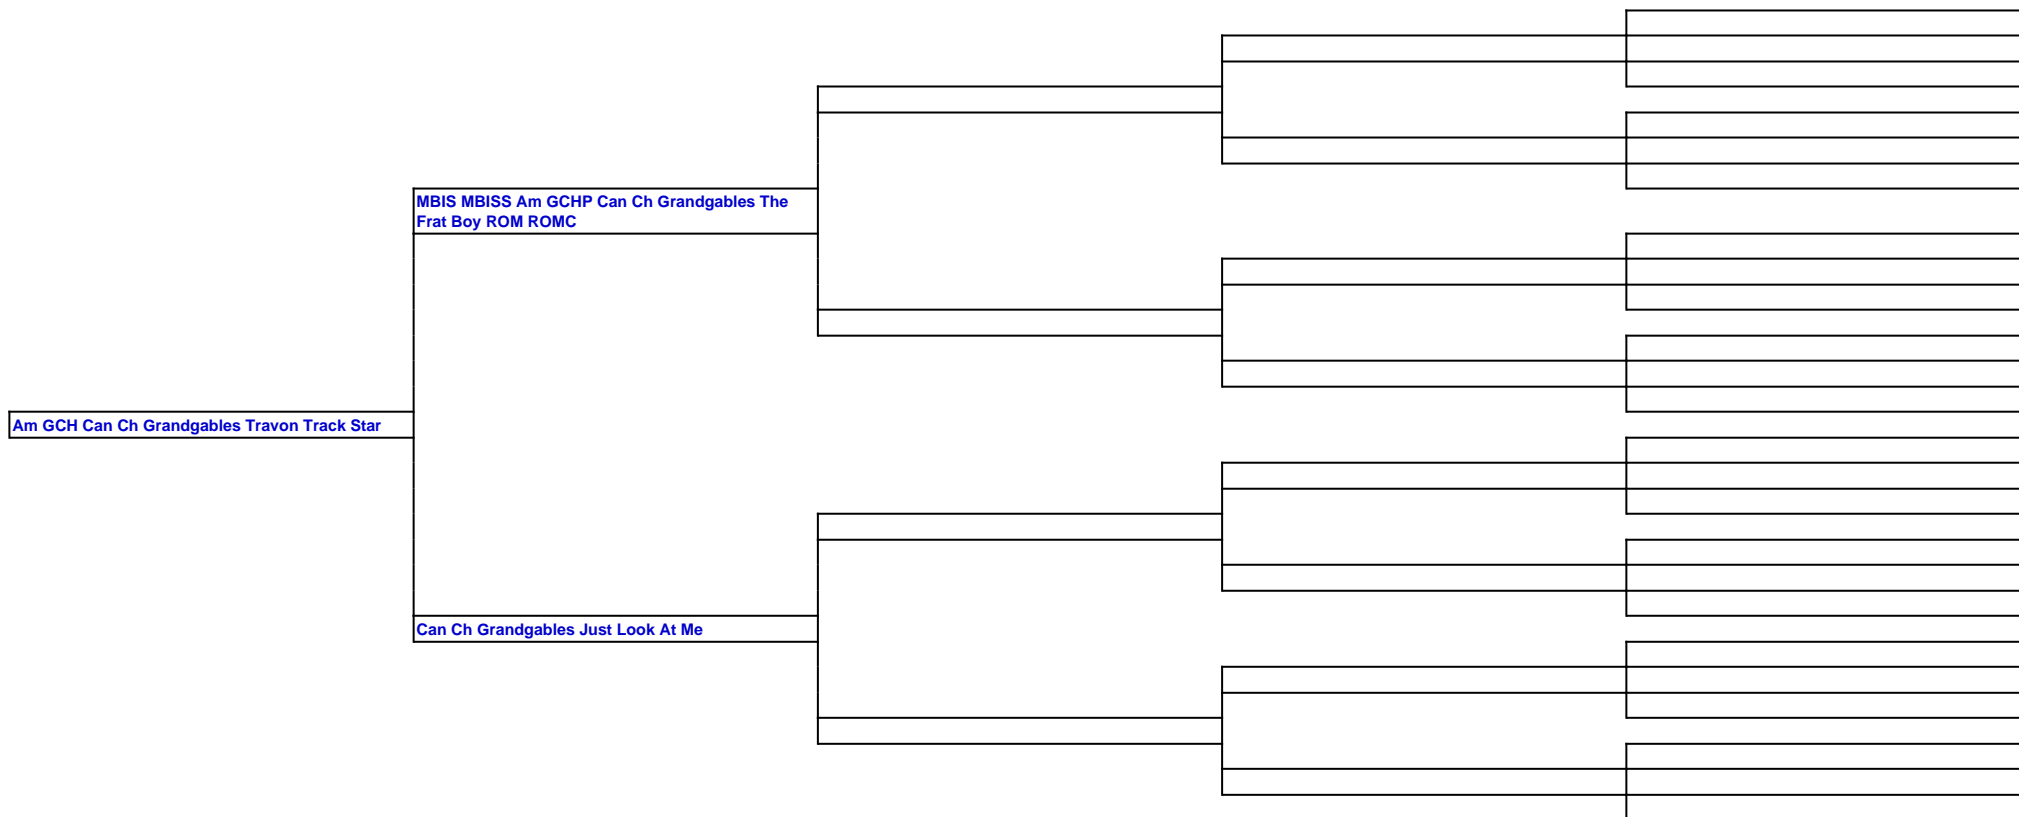 MBIS MBISS Am GCHP Can Ch Grandgables The
Frat Boy ROM ROMC
Am GCH Can Ch Grandgables Travon Track Star
Can Ch Grandgables Just Look At Me